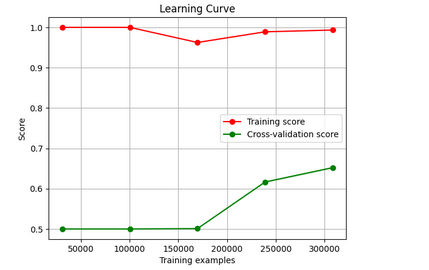 Learning Curve
1.0
0.9
0.8
0.7
0.6
0.5
Score
Training score
Cross-validation score
50000 100000 150000 200000 250000 300000
Training examples